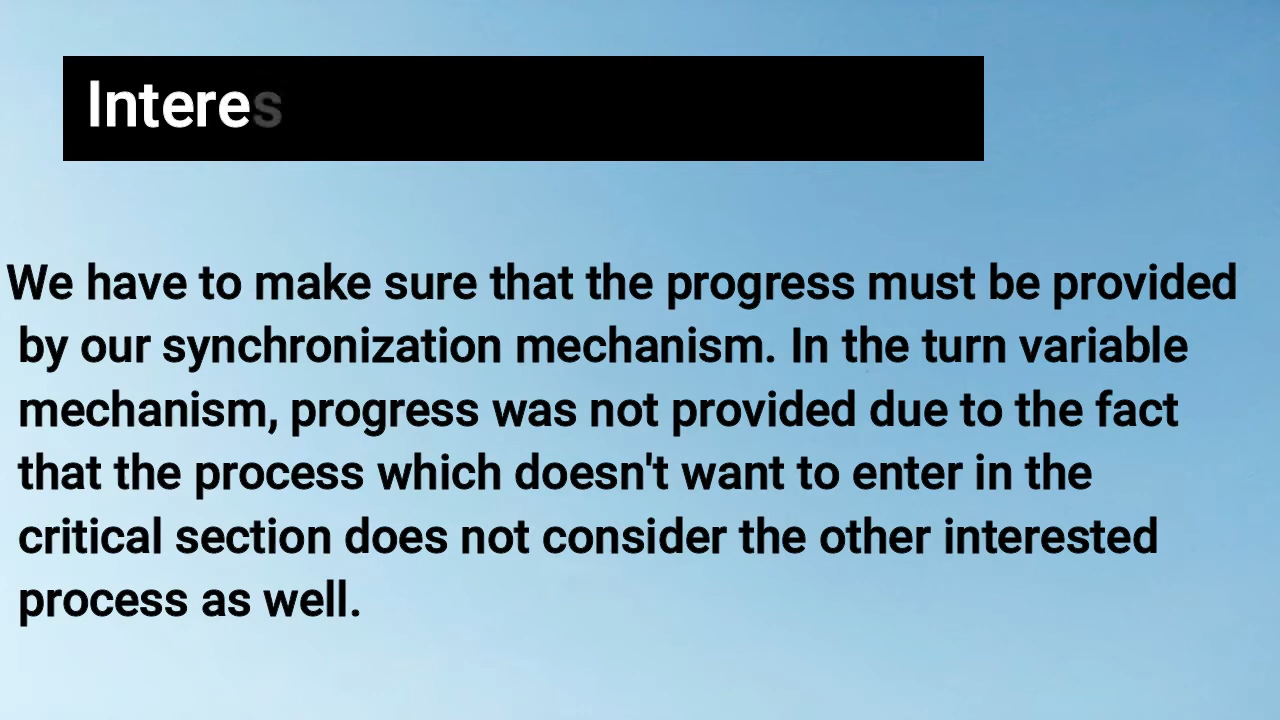 Interes
We have to make sure that the progress must be provided
by our synchronization mechanism. In the turn variable
mechanism, progress was not provided due to the fact
that the process which doesn't want to enter in the
critical section does not consider the other interested
process as well.